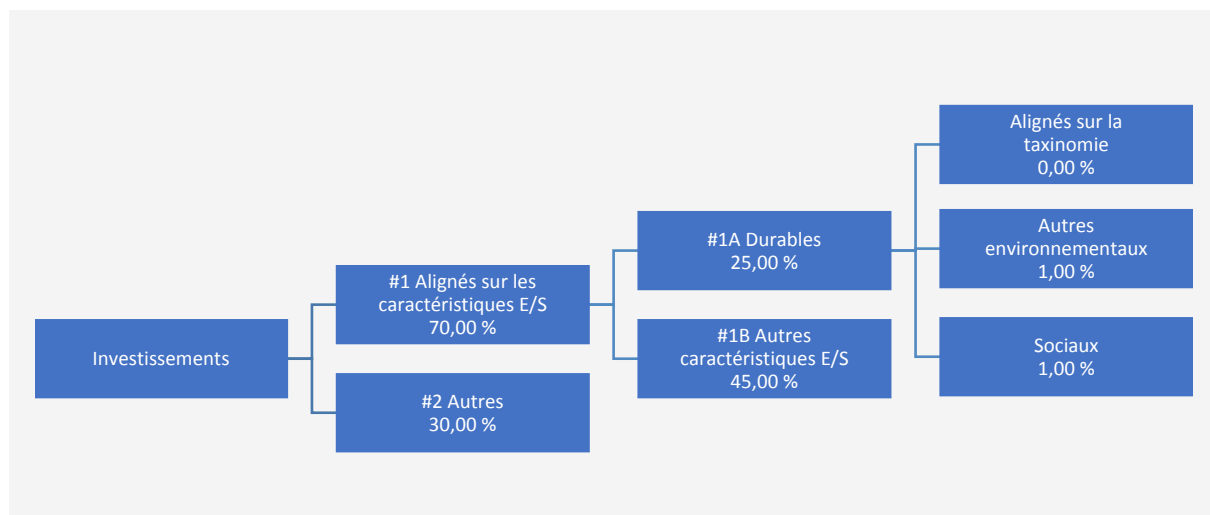 Investissements
#1 Alignés sur les
caractéristiques E/S
70,00 %
#2 Autres
30,00 %
#1A Durables
25,00 %
#1B Autres
caractéristiques E/S
45,00 %
Alignés sur la
taxinomie
0,00 %
Autres
environnementaux
1,00 %
Sociaux
1,00 %